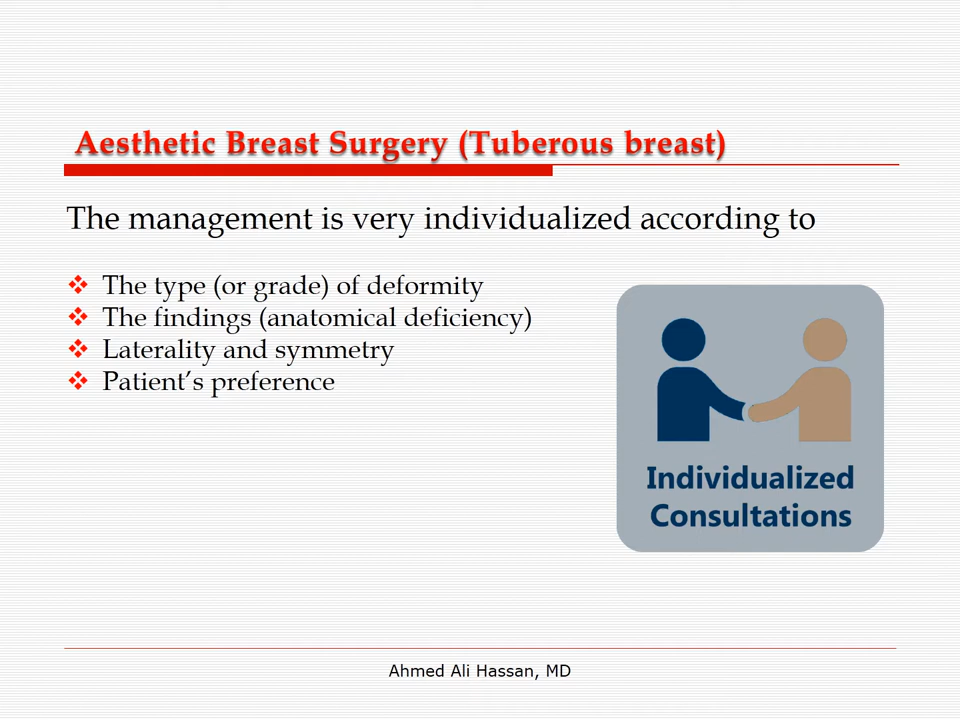 Aesthetic Breast Surgery (Tuberous breast)
The management is very individualized according to
❖ The type (or grade) of deformity
❖ The findings (anatomical deficiency)
❖ Laterality and symmetry
❖ Patient’s preference
Individualized
Consultations
Ahmed Ali Hassan, MD